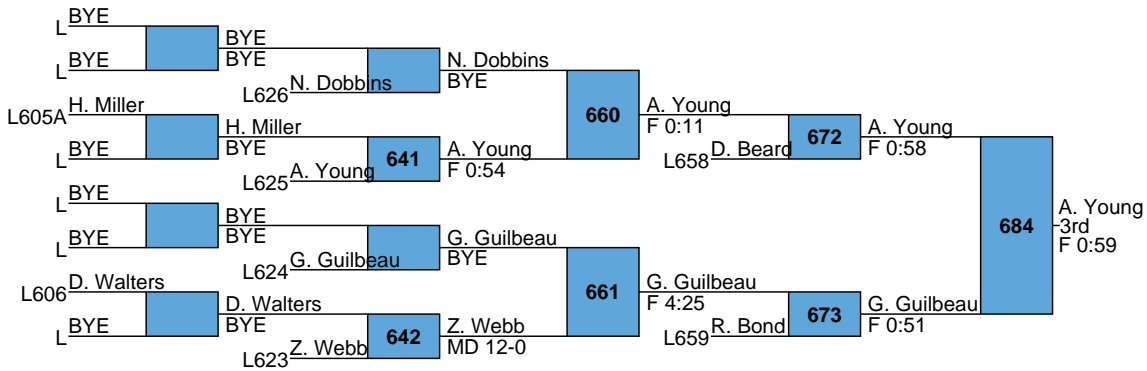 L BYE
BYE
L BYE
BYE
N. Dobbins
L626 N. Dobbins
BYE
L605A H. Miller
660
A. Young
F 0:11
H. Miller
L BYE
BYE
641
A. Young
L625 A. Young
F 0:54
L658 D. Beard
672
A. Young
F 0:58
L BYE
BYE
L BYE
BYE
G. Guilbeau
L624 G. Guilbeau
BYE
684
A. Young
3rd
F 0:59
L606 D. Walters
661
G. Guilbeau
F 4:25
D. Walters
L BYE
BYE
642
Z. Webb
L623 Z. Webb
MD 12-0
L659 R. Bond
673
G. Guilbeau
F 0:51